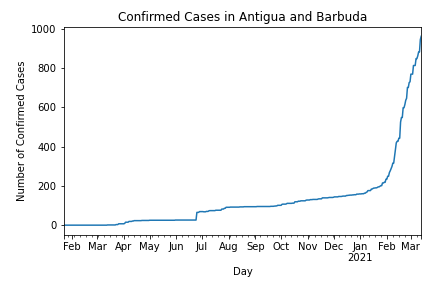 Confirmed Cases in Antigua and Barbuda
Number of Confirmed Cases
1000
800
600
400
200
0
Feb Mar Apr May Jun Jul Aug Sep Oct Nov Dec Jan Feb Mar
2021
Day